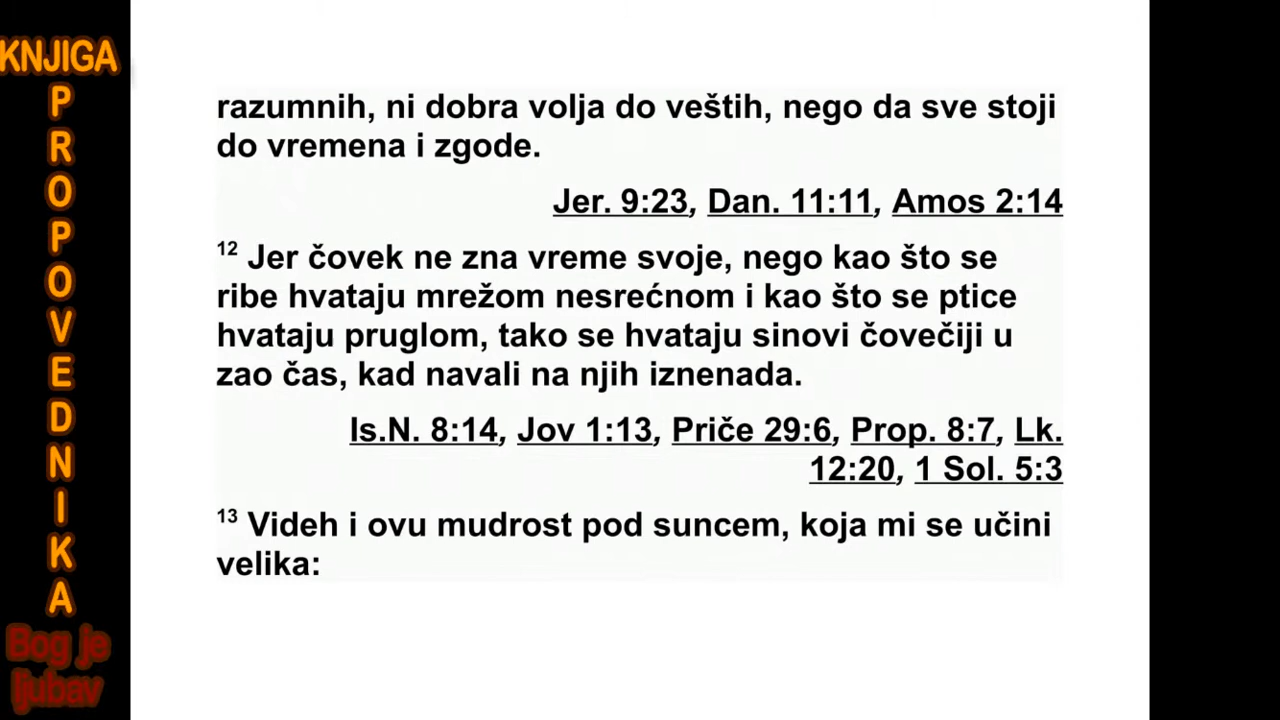 KNJIGA
P
R
O
P
O
V
E
D
N
I
K
A
Bog je
ljubav
razumnih, ni dobra volja do veštih, nego da sve stoji
do vremena i zgode.
Jer. 9:23, Dan. 11:11, Amos 2:14
12 Jer čovek ne zna vreme svoje, nego kao što se
ribe hvataju mrežom nesrećnom i kao što se ptice
hvataju pruglom, tako se hvataju sinovi čovečiji u
zao čas, kad navali na njih iznenada.
Is.N. 8:14, Jov 1:13, Priče 29:6, Prop. 8:7, Lk.
12:20, 1 Sol. 5:3
13 Videh i ovu mudrost pod suncem, koja mi se učini
velika: